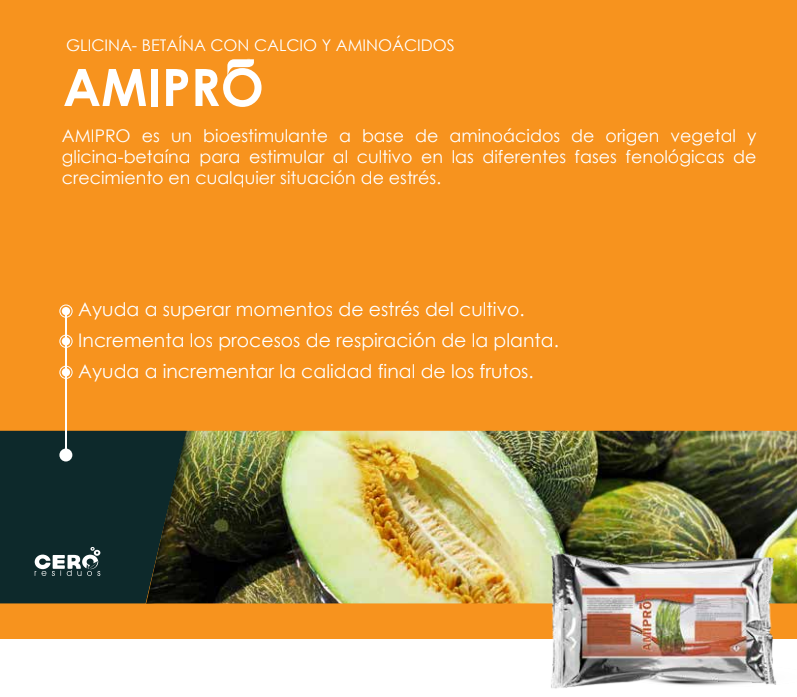 GLICINA- BETAÍNA CON CALCIO Y AMINOÁCIDOS
AMIPRO
AMIPRO es un bioestimulante a base de aminoácidos de origen vegetal y
glicina-betaína para estimular al cultivo en las diferentes fases fenológicas de
crecimiento en cualquier situación de estrés.
Ayuda a superar momentos de estrés del cultivo.
Incrementa los procesos de respiración de la planta.
Ayuda a incrementar la calidad final de los frutos.
CERO
residuos
AMIPRO